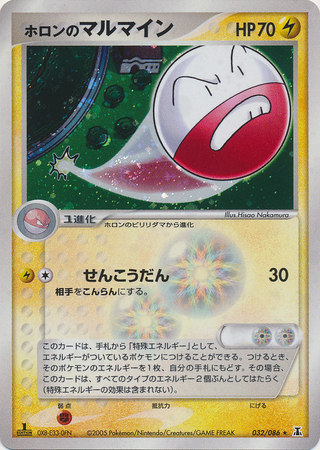 ホロンのマルマイン HP70
Illus.Hisao Nakamura
1進化
ホロンのビリリダマから進化
せんこうだん 30
相手をこんらんにする。
このカードは、手札から「特殊エネルギー」として、
エネルギーがついているポケモンにつけることができる。つけるとき、
そのポケモンのエネルギーを1枚、自分の手札にもどす。その場合、
このカードは、すべてのタイプのエネルギー2個ぶんとしてはたらく
(特殊エネルギーの効果は含まれない)。
弱点 抵抗力 にげる
1 EDITION DXB-E33-0FN ©2005 Pokémon/Nintendo/Creatures/GAME FREAK 032/086 ★